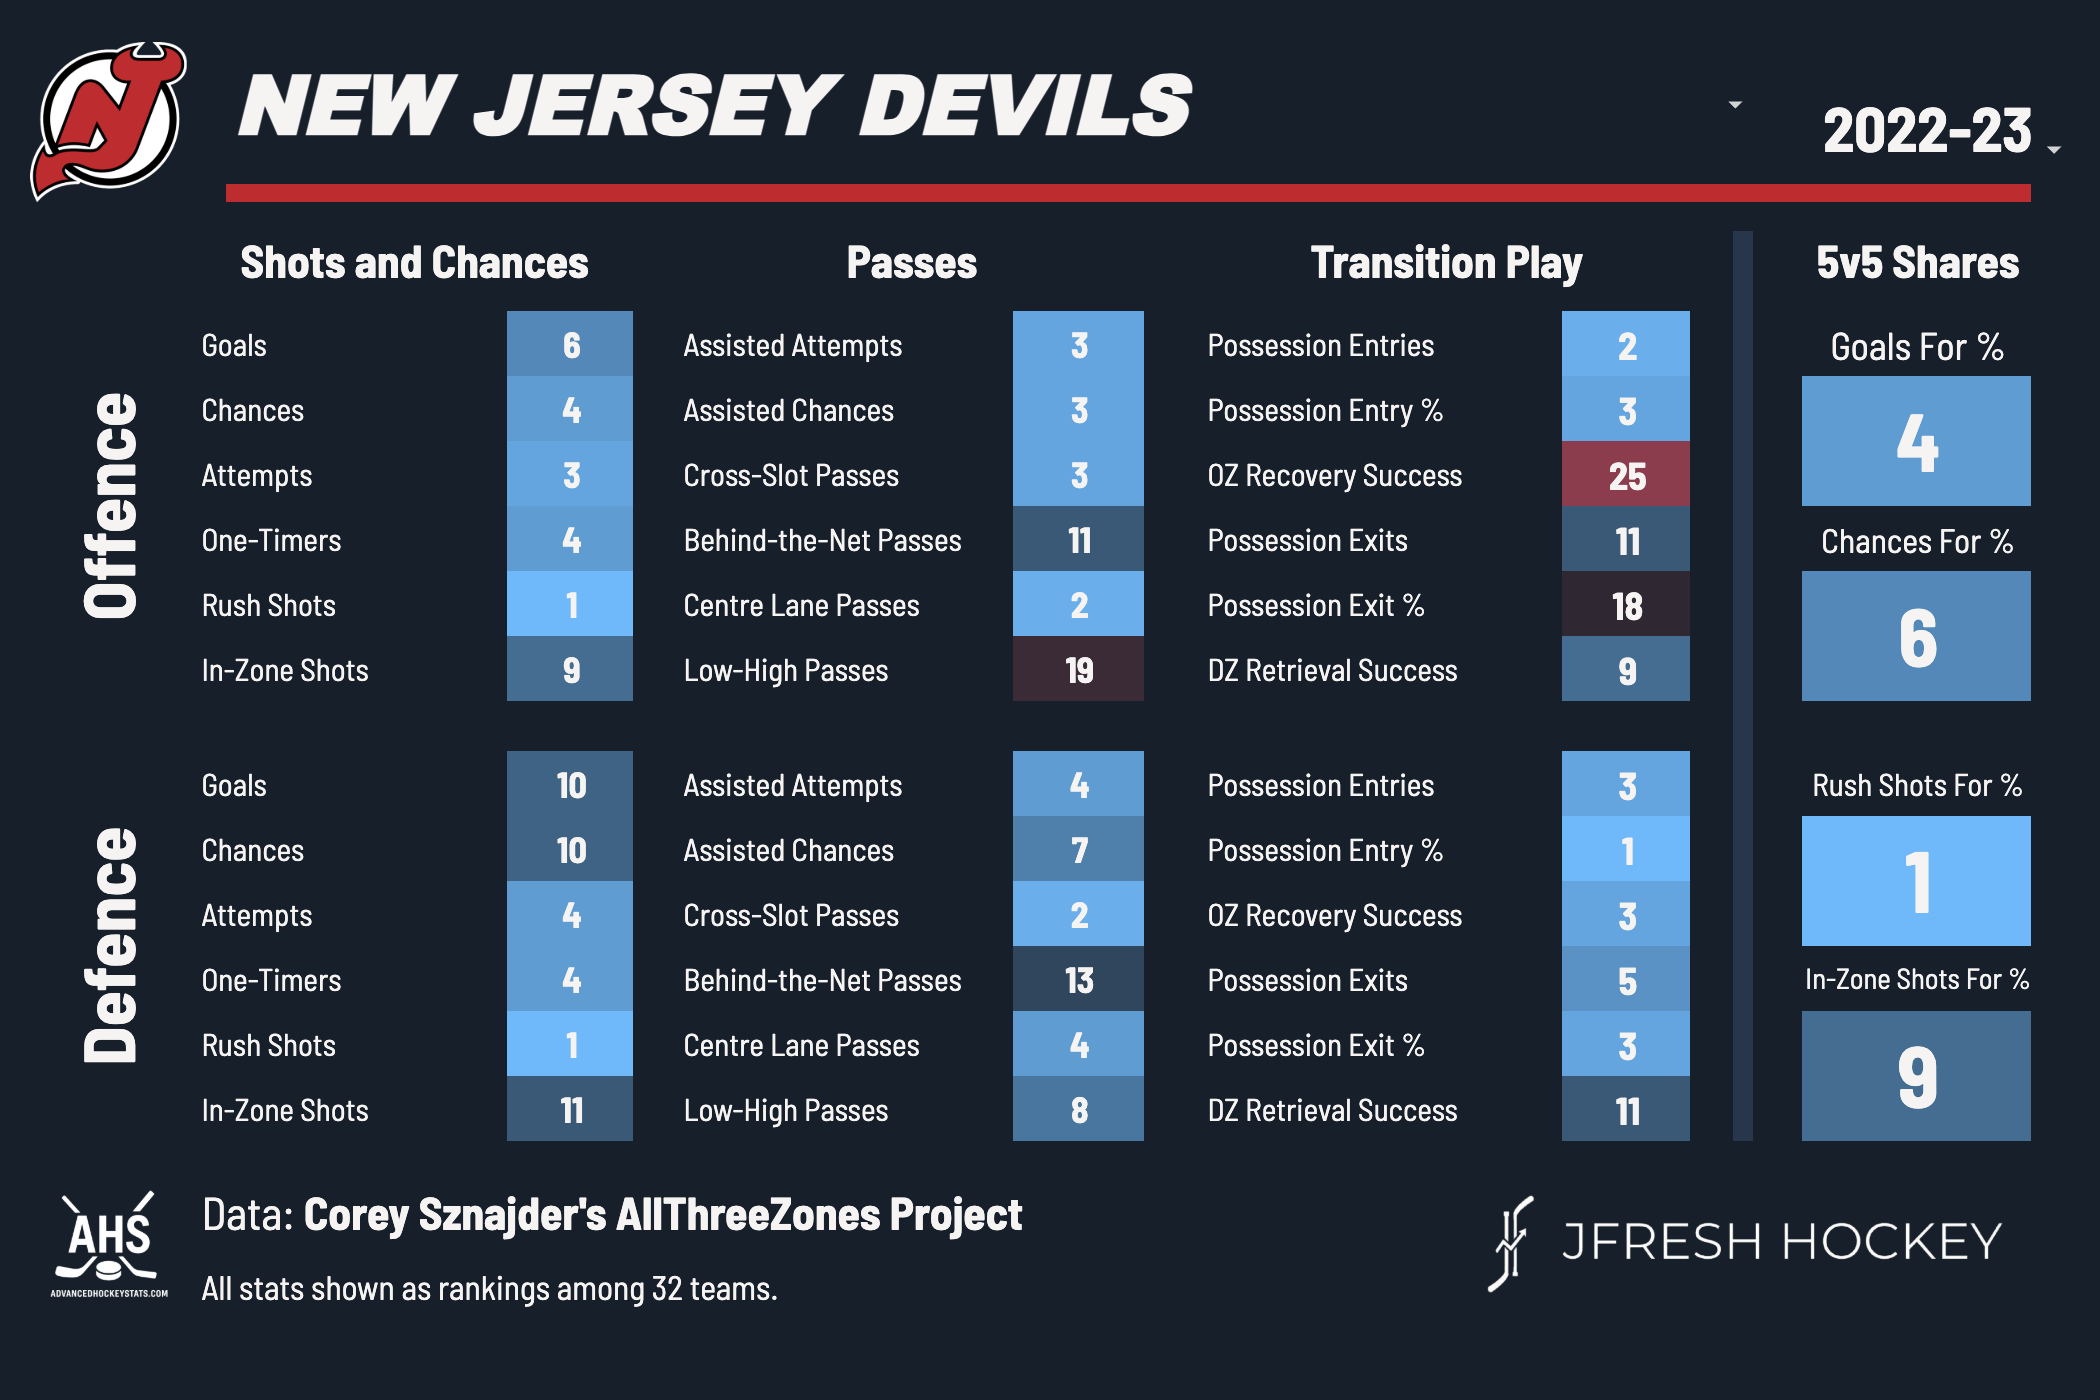 NEW JERSEY DEVILS
2022-23
Shots and Chances Passes Transition Play 5v5 Shares
Offence
Goals 6 Assisted Attempts 3 Possession Entries 2
Chances 4 Assisted Chances 3 Possession Entry % 3
Attempts 3 Cross-Slot Passes 3 OZ Recovery Success 25
One-Timers 4 Behind-the-Net Passes 11 Possession Exits 11
Rush Shots 1 Centre Lane Passes 2 Possession Exit % 18
In-Zone Shots 9 Low-High Passes 19 DZ Retrieval Success 9
Goals For %
4
Chances For %
6
Defence
Goals 10 Assisted Attempts 4 Possession Entries 3
Chances 10 Assisted Chances 7 Possession Entry % 1
Attempts 4 Cross-Slot Passes 2 OZ Recovery Success 3
One-Timers 4 Behind-the-Net Passes 13 Possession Exits 5
Rush Shots 1 Centre Lane Passes 4 Possession Exit % 3
In-Zone Shots 11 Low-High Passes 8 DZ Retrieval Success 11
Rush Shots For %
1
In-Zone Shots For %
9
AHS
ADVANCEDHOCKEYSTATS.COM
Data: Corey Sznajder's AllThreeZones Project
All stats shown as rankings among 32 teams.
JFRESH HOCKEY